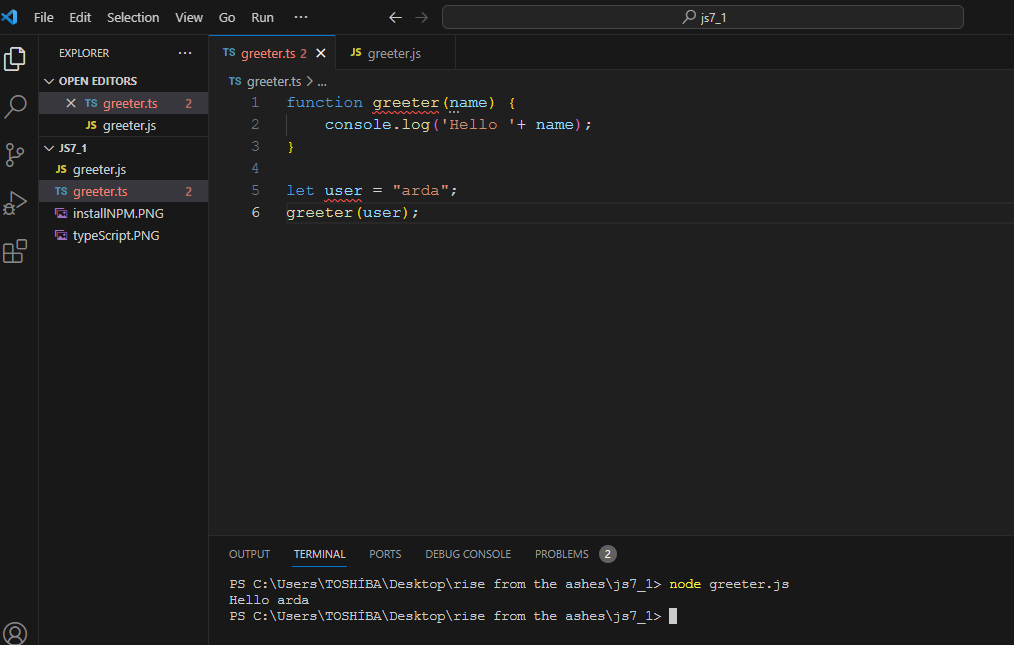 File Edit Selection View Go Run ··· ← → js7_1
EXPLORER ···
OPEN EDITORS
TS greeter.ts 2
JS greeter.js
JS7_1
JS greeter.js
TS greeter.ts 2
installNPM.PNG
typeScript.PNG
TS greeter.ts 2 JS greeter.js
TS greeter.ts > ...
1 function greeter(name) {
2 console.log('Hello '+ name);
3 }
4
5 let user = "arda";
6 greeter(user);
OUTPUT TERMINAL PORTS DEBUG CONSOLE PROBLEMS 2
PS C:\Users\TOSHİBA\Desktop\rise from the ashes\js7_1> node greeter.js
Hello arda
PS C:\Users\TOSHİBA\Desktop\rise from the ashes\js7_1>